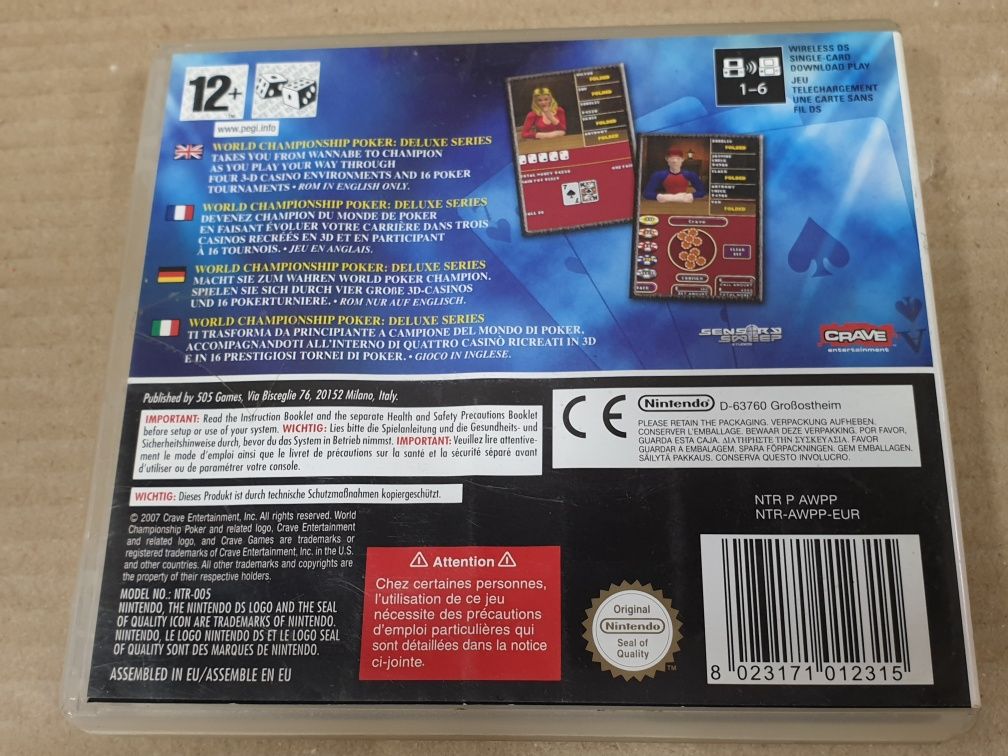 12+
www.pegi.info
WIRELESS DS
SINGLE-CARD
DOWNLOAD PLAY
JEU
TELECHARGEMENT
UNE CARTE SANS
FIL DS
1-6
WORLD CHAMPIONSHIP POKER: DELUXE SERIES
TAKES YOU FROM WANNABE TO CHAMPION
AS YOU PLAY YOUR WAY THROUGH
FOUR 3-D CASINO ENVIRONMENTS AND 16 POKER
TOURNAMENTS • ROM IN ENGLISH ONLY.
WORLD CHAMPIONSHIP POKER: DELUXE SERIES
DEVENEZ CHAMPION DU MONDE DE POKER
EN FAISANT ÉVOLUER VOTRE CARRIÈRE DANS TROIS
CASINOS RECRÉÉS EN 3D ET EN PARTICIPANT
À 16 TOURNOIS. • JEU EN ANGLAIS.
WORLD CHAMPIONSHIP POKER: DELUXE SERIES
MACHT SIE ZUM WAHREN WORLD POKER CHAMPION.
SPIELEN SIE SICH DURCH VIER GROßE 3D-CASINOS
UND 16 POKERTURNIERE. • ROM NUR AUF ENGLISCH.
WORLD CHAMPIONSHIP POKER: DELUXE SERIES
TI TRASFORMA DA PRINCIPIANTE A CAMPIONE DEL MONDO DI POKER,
ACCOMPAGNANDOTI ALL'INTERNO DI QUATTRO CASINÒ RICREATI IN 3D
E IN 16 PRESTIGIOSI TORNEI DI POKER. • GIOCO IN INGLESE.
FOLDED
FOLDED
FOLDED
FOLDED
FOLDED
FOLDED
SENSORY
SWEEP
STUDIOS
CRAVE
entertainment
Published by 505 Games, Via Bisceglie 76, 20152 Milano, Italy.
IMPORTANT: Read the Instruction Booklet and the separate Health and Safety Precautions Booklet
before setup or use of your system. WICHTIG: Lies bitte die Spielanleitung und die Gesundheits- und
Sicherheitshinweise durch, bevor du das System in Betrieb nimmst. IMPORTANT: Veuillez lire attentive-
ment le mode d'emploi ainsi que le livret de précautions sur la santé et la sécurité séparé avant
d'utiliser ou de paramétrer votre console.
CE
Nintendo D-63760 Großostheim
PLEASE RETAIN THE PACKAGING. VERPACKUNG AUFHEBEN.
CONSERVER L'EMBALLAGE. BEWAAR DEZE VERPAKKING. POR FAVOR,
GUARDA ESTA CAJA. ΔΙΑΤΗΡΗΣΤΕ ΤΗΝ ΣΥΣΚΕΥΑΣΙΑ. FAVOR
GUARDAR A EMBALAGEM. SPARA FÖRPACKNINGEN. GEM EMBALLAGEN.
SÄILYTÄ PAKKAUS. CONSERVA QUESTO INVOLUCRO.
WICHTIG: Dieses Produkt ist durch technische Schutzmaßnahmen kopiergeschützt.
NTR P AWPP
NTR-AWPP-EUR
© 2007 Crave Entertainment, Inc. All rights reserved. World
Championship Poker and related logo, Crave Entertainment
and related logo, and Crave Games are trademarks or
registered trademarks of Crave Entertainment, Inc. in the U.S.
and other countries. All other trademarks and copyrights are
the property of their respective holders.
MODEL NO.: NTR-005
NINTENDO, THE NINTENDO DS LOGO AND THE SEAL
OF QUALITY ICON ARE TRADEMARKS OF NINTENDO.
NINTENDO, LE LOGO NINTENDO DS ET LE LOGO SEAL
OF QUALITY SONT DES MARQUES DE NINTENDO.
ASSEMBLED IN EU/ASSEMBLE EN EU
Attention
Chez certaines personnes,
l'utilisation de ce jeu
nécessite des précautions
d'emploi particulières qui
sont détaillées dans la notice
ci-jointe.
Original
Nintendo
Seal of
Quality
TM
8 023171 012315